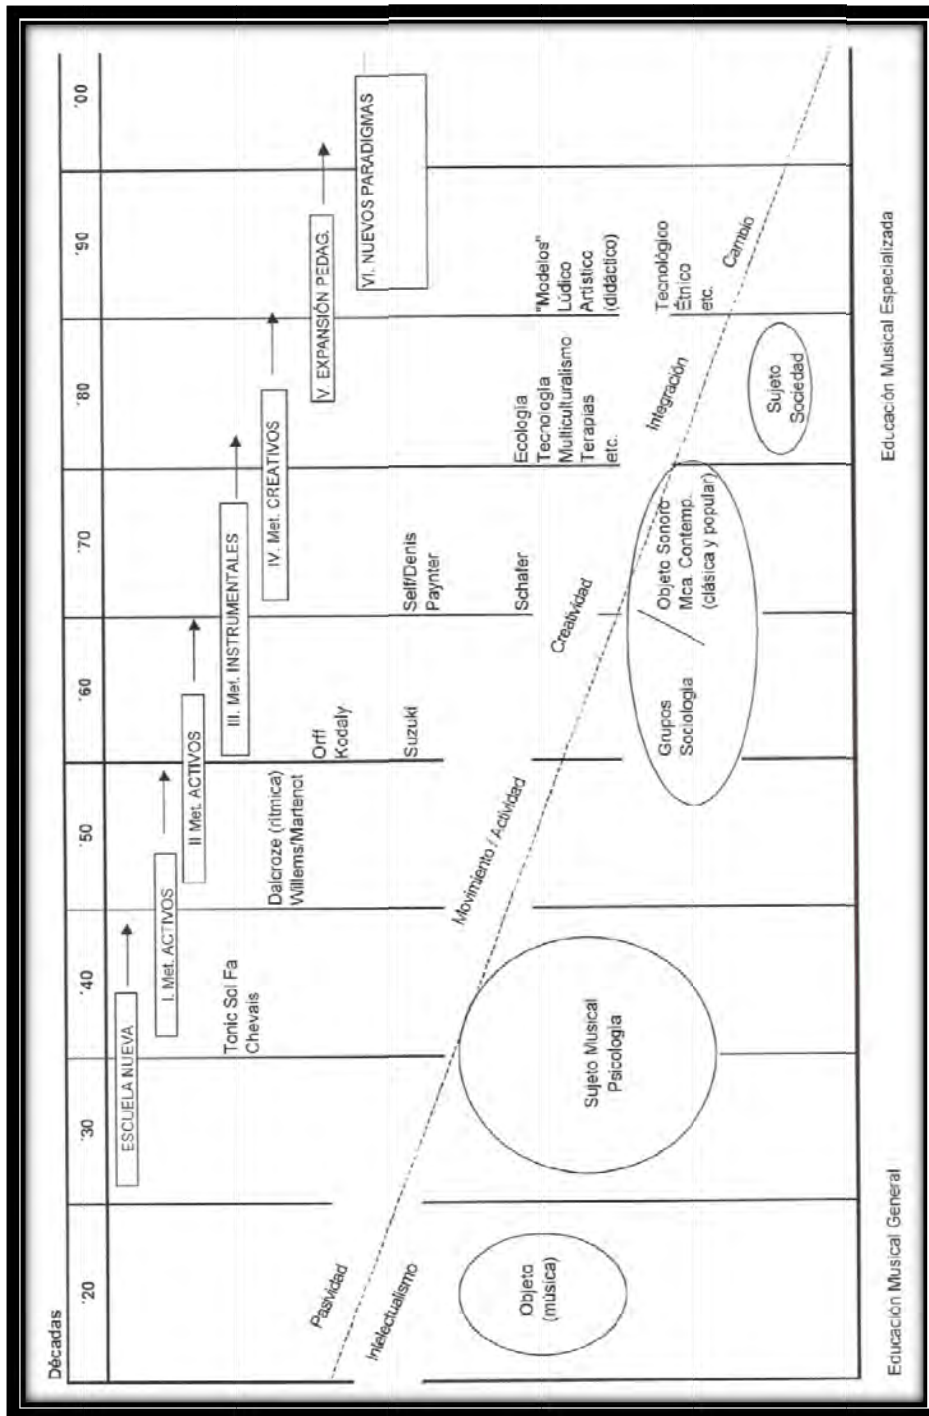 Décadas
'20
'30
'40
'50
'60
'70
'80
'90
'00
ESCUELA NUEVA
I. Met. ACTIVOS
II Met. ACTIVOS
III. Met. INSTRUMENTALES
IV. Met. CREATIVOS
V. EXPANSIÓN PEDAG.
VI. NUEVOS PARADIGMAS
Tonic Sol Fa
Chevais
Dalcroze (rítmica)
Willems/Martenot
Orff
Kodaly
Suzuki
Self/Denis
Paynter
Schafer
Ecología
Tecnología
Multiculturalismo
Terapias
etc.
"Modelos"
Lúdico
Artístico
(didáctico)
Tecnológico
Étnico
etc.
Pasividad
Intelectualismo
Movimiento / Actividad
Creatividad
Integración
Cambio
Objeto
(música)
Sujeto Musical
Psicología
Grupos
Sociología
Objeto Sonoro
Mca. Contemp.
(clásica y popular)
Sujeto
Sociedad
Educación Musical General
Educación Musical Especializada